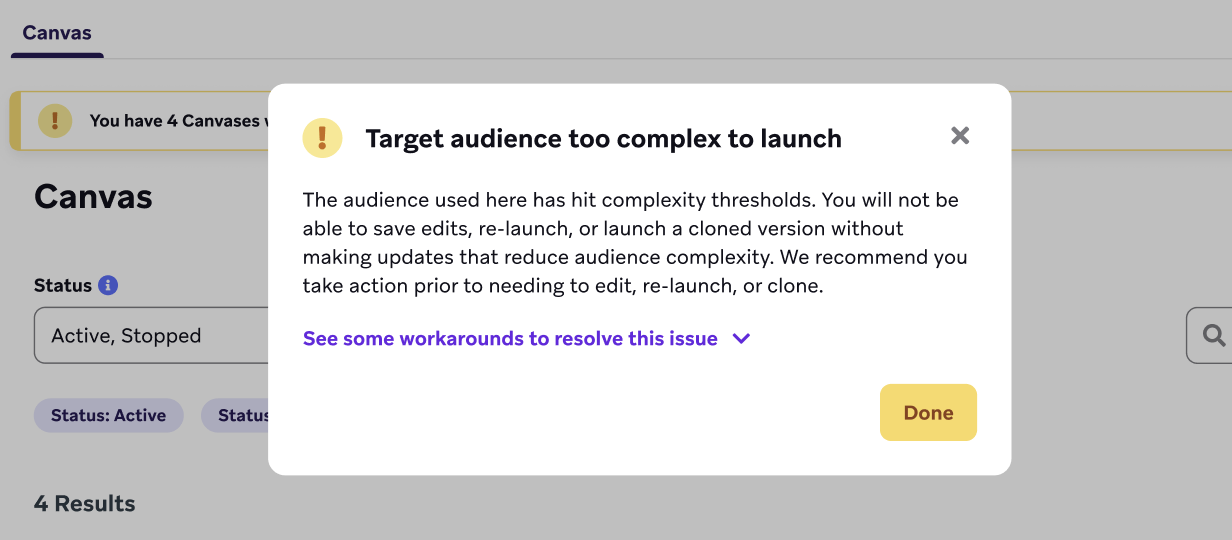 Canvas
You have 4 Canvases
Target audience too complex to launch
The audience used here has hit complexity thresholds. You will not be
able to save edits, re-launch, or launch a cloned version without
making updates that reduce audience complexity. We recommend you
take action prior to needing to edit, re-launch, or clone.
See some workarounds to resolve this issue
Done
Canvas
Status
Active, Stopped
Status: Active
Status
4 Results